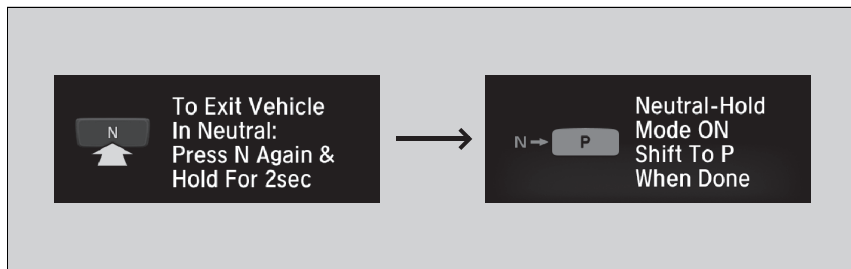 N
To Exit Vehicle
In Neutral:
Press N Again &
Hold For 2sec
N P
Neutral-Hold
Mode ON
Shift To P
When Done